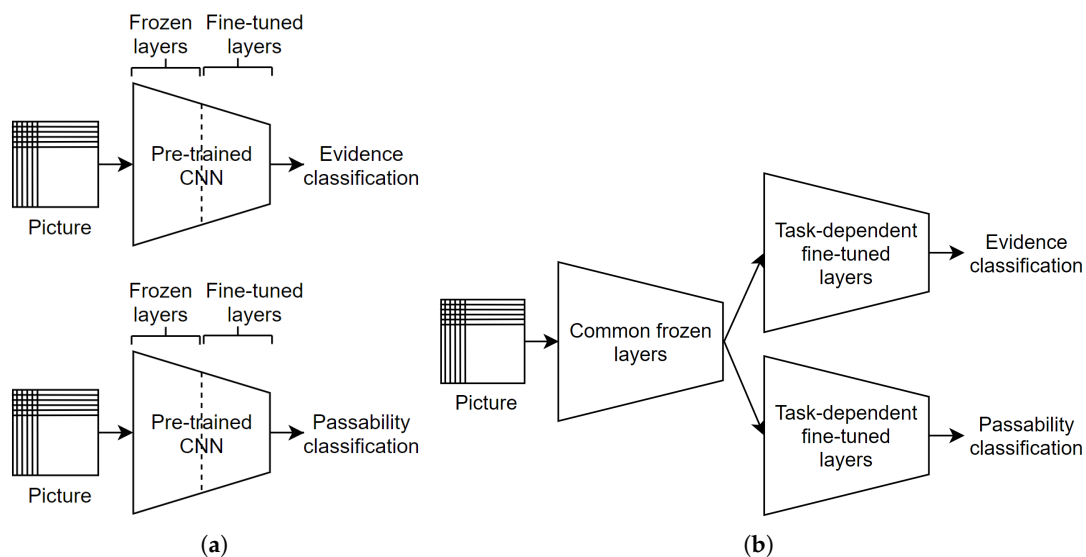 Frozen
layers
Fine-tuned
layers
Pre-trained
CNN
Picture
Evidence
classification
Frozen
layers
Fine-tuned
layers
Pre-trained
CNN
Picture
Passability
classification
(a)
Picture
Common frozen
layers
Task-dependent
fine-tuned
layers
Evidence
classification
Task-dependent
fine-tuned
layers
Passability
classification
(b)